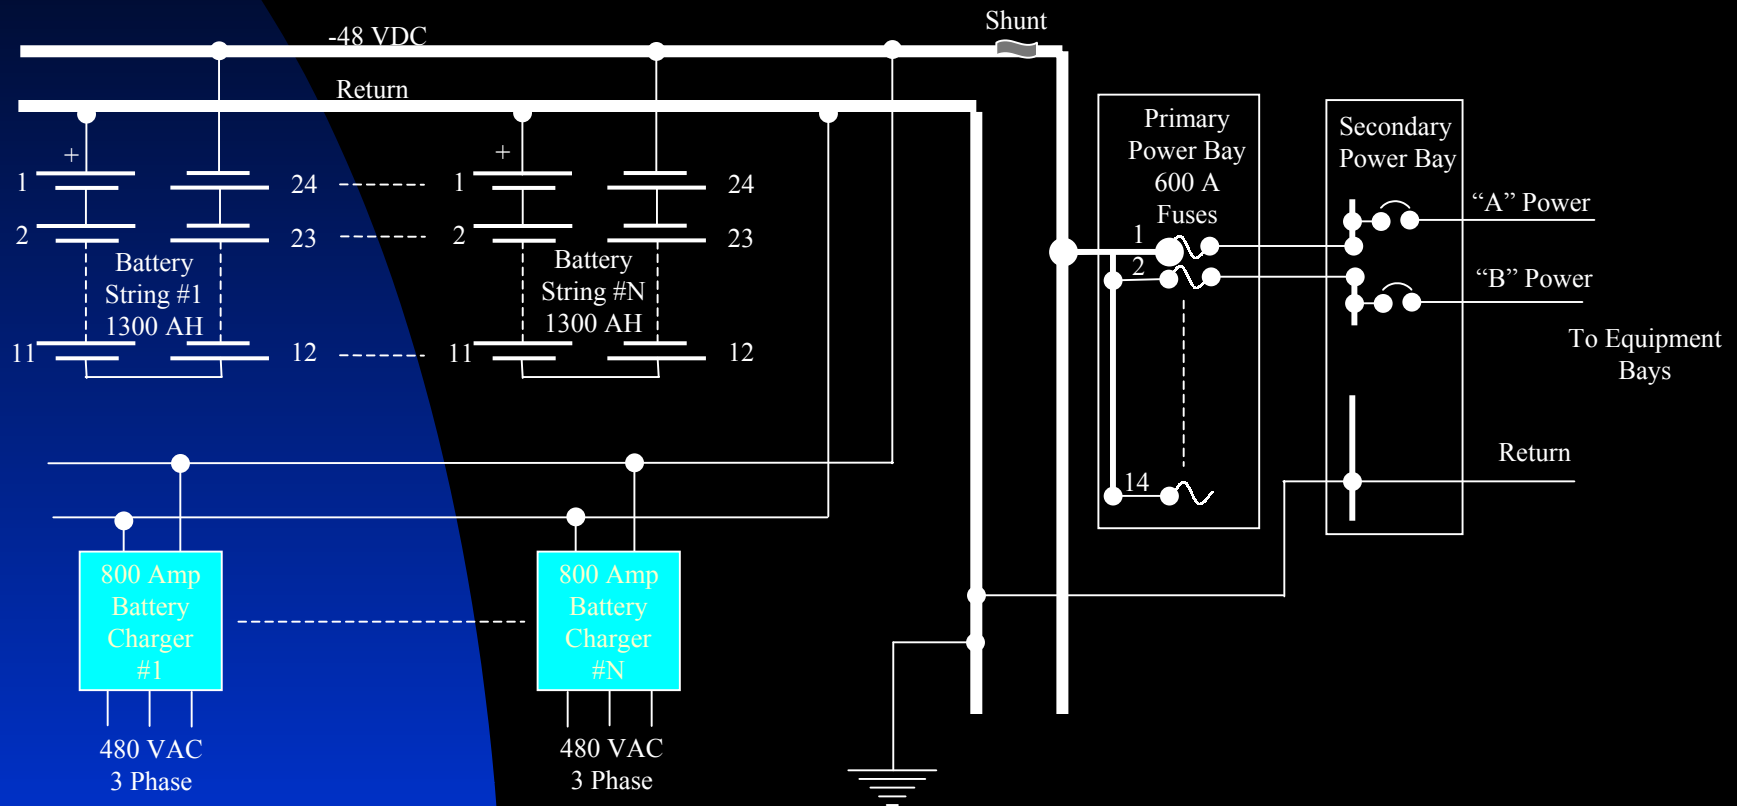 Shunt
-48 VDC
Return
+
+
1
24
1
24
2
23
2
23
Battery
String #1
1300 AH
Battery
String #N
1300 AH
11
12
11
12
Primary
Power Bay
600 A
Fuses
1
2
14
Secondary
Power Bay
“A” Power
“B” Power
To Equipment
Bays
Return
800 Amp
Battery
Charger
#1
800 Amp
Battery
Charger
#N
480 VAC
3 Phase
480 VAC
3 Phase